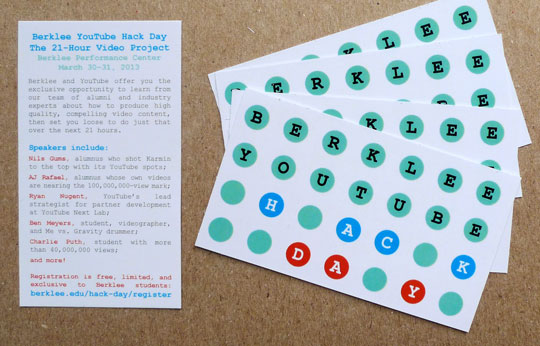 Berklee YouTube Hack Day
The 21-Hour Video Project
Berklee Performance Center
March 30-31, 2013
Berklee and YouTube offer you the
exclusive opportunity to learn from
our team of alumni and industry
experts about how to produce high
quality, compelling video content,
then set you loose to do just that
over the next 21 hours.
Speakers include:
Nils Gums, alumnus who shot Karmin
to the top with its YouTube spots;
AJ Rafael, alumnus whose own videos
are nearing the 100,000,000-view mark;
Ryan Nugent, YouTube's lead
strategist for partner development
at YouTube Next Lab;
Ben Meyers, student, videographer,
and Me vs. Gravity drummer;
Charlie Puth, student with more
than 40,000,000 views;
and more!
Registration is free, limited, and
exclusive to Berklee students:
berklee.edu/hack-day/register
L E E
E R K L E E
K L E E
B E R K L E E
Y O U T U B E
H A C K
D A Y